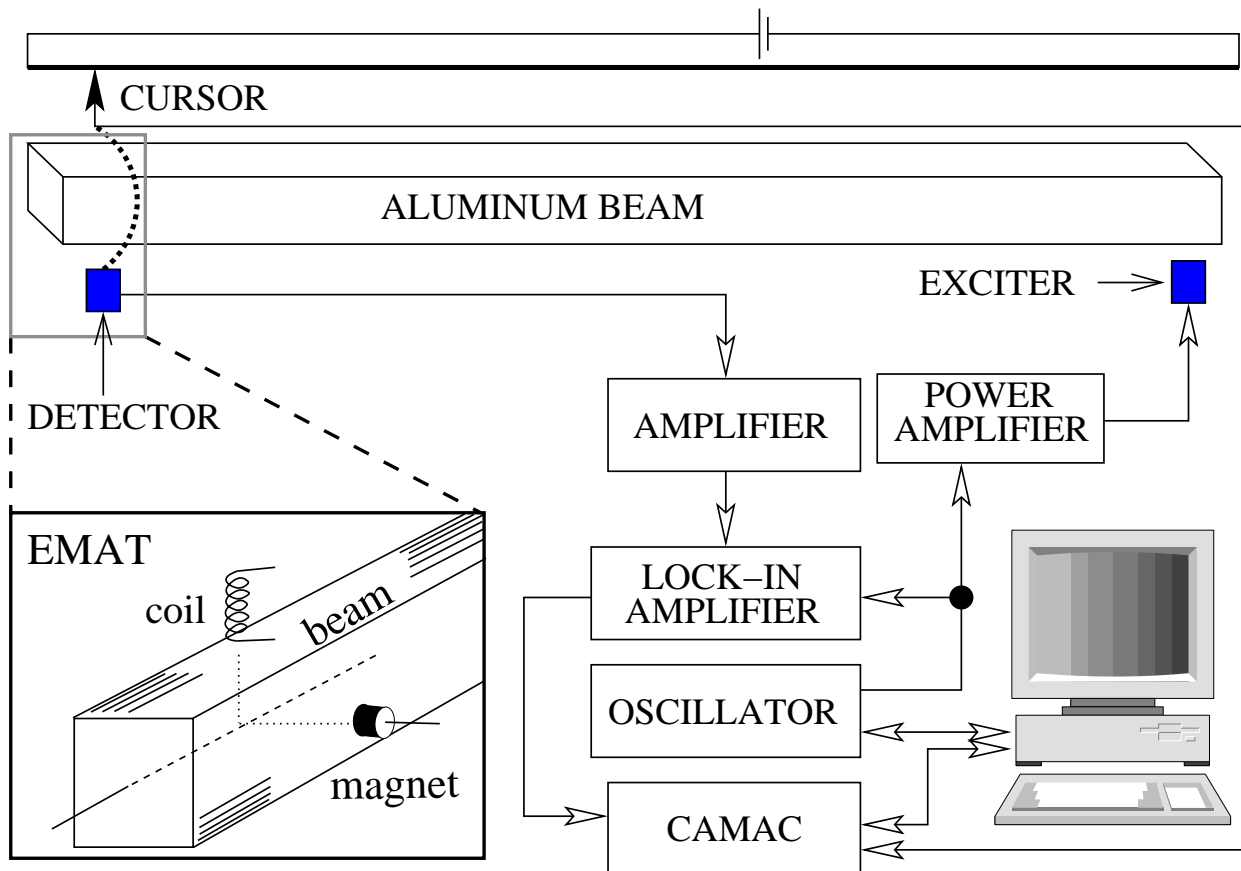 CURSOR
ALUMINUM BEAM
EXCITER
DETECTOR
AMPLIFIER
POWER
AMPLIFIER
EMAT
coil
beam
magnet
LOCK–IN
AMPLIFIER
OSCILLATOR
CAMAC